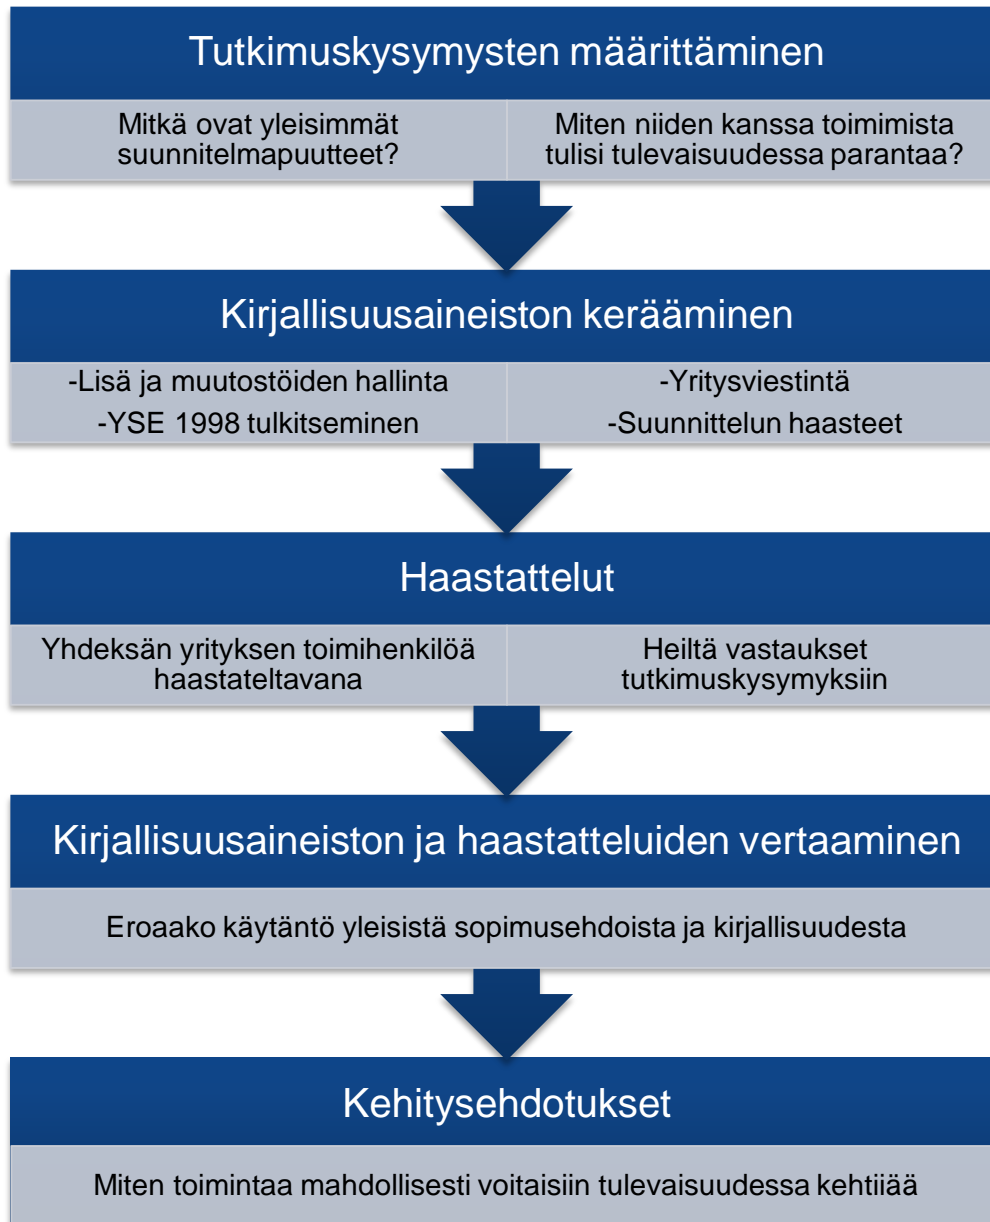 Tutkimuskysymysten määrittäminen
Mitkä ovat yleisimmät
suunnitelmapuutteet?
Miten niiden kanssa toimimista
tulisi tulevaisuudessa parantaa?
Kirjallisuusaineiston kerääminen
-Lisä ja muutostöiden hallinta
-YSE 1998 tulkitseminen
-Yritysviestintä
-Suunnittelun haasteet
Haastattelut
Yhdeksän yrityksen toimihenkilöä
haastateltavana
Heiltä vastaukset
tutkimuskysymyksiin
Kirjallisuusaineiston ja haastatteluiden vertaaminen
Eroaako käytäntö yleisistä sopimusehdoista ja kirjallisuudesta
Kehitysehdotukset
Miten toimintaa mahdollisesti voitaisiin tulevaisuudessa kehtiiää